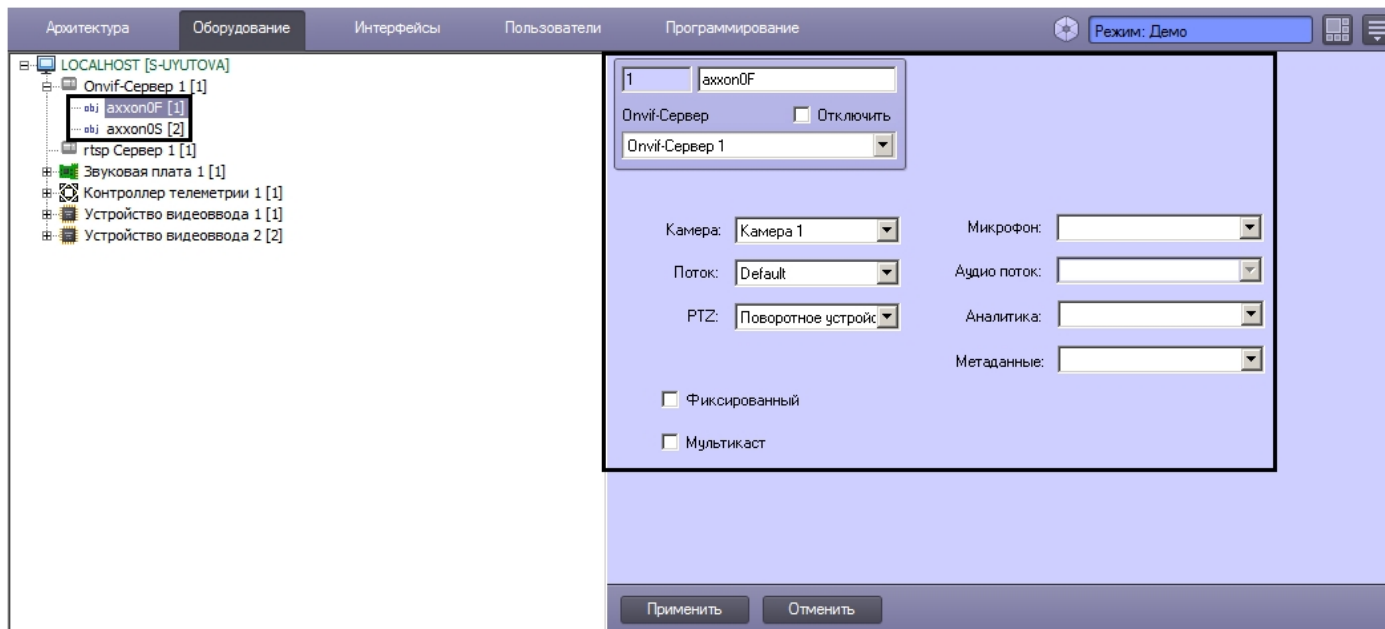 Архитектура Оборудование Интерфейсы Пользователи Программирование Режим: Демо
LOCALHOST [S-UYUTOVA]
Onvif-Сервер 1 [1]
obj axxon0F [1]
obj axxon0S [2]
rtsp Сервер 1 [1]
Звуковая плата 1 [1]
Контроллер телеметрии 1 [1]
Устройство видеоввода 1 [1]
Устройство видеоввода 2 [2]
1 axxon0F
Onvif-Сервер Отключить
Onvif-Сервер 1
Камера: Камера 1 Микрофон:
Поток: Default Аудио поток:
PTZ: Поворотное устройс Аналитика:
Метаданные:
Фиксированный
Мультикаст
Применить Отменить